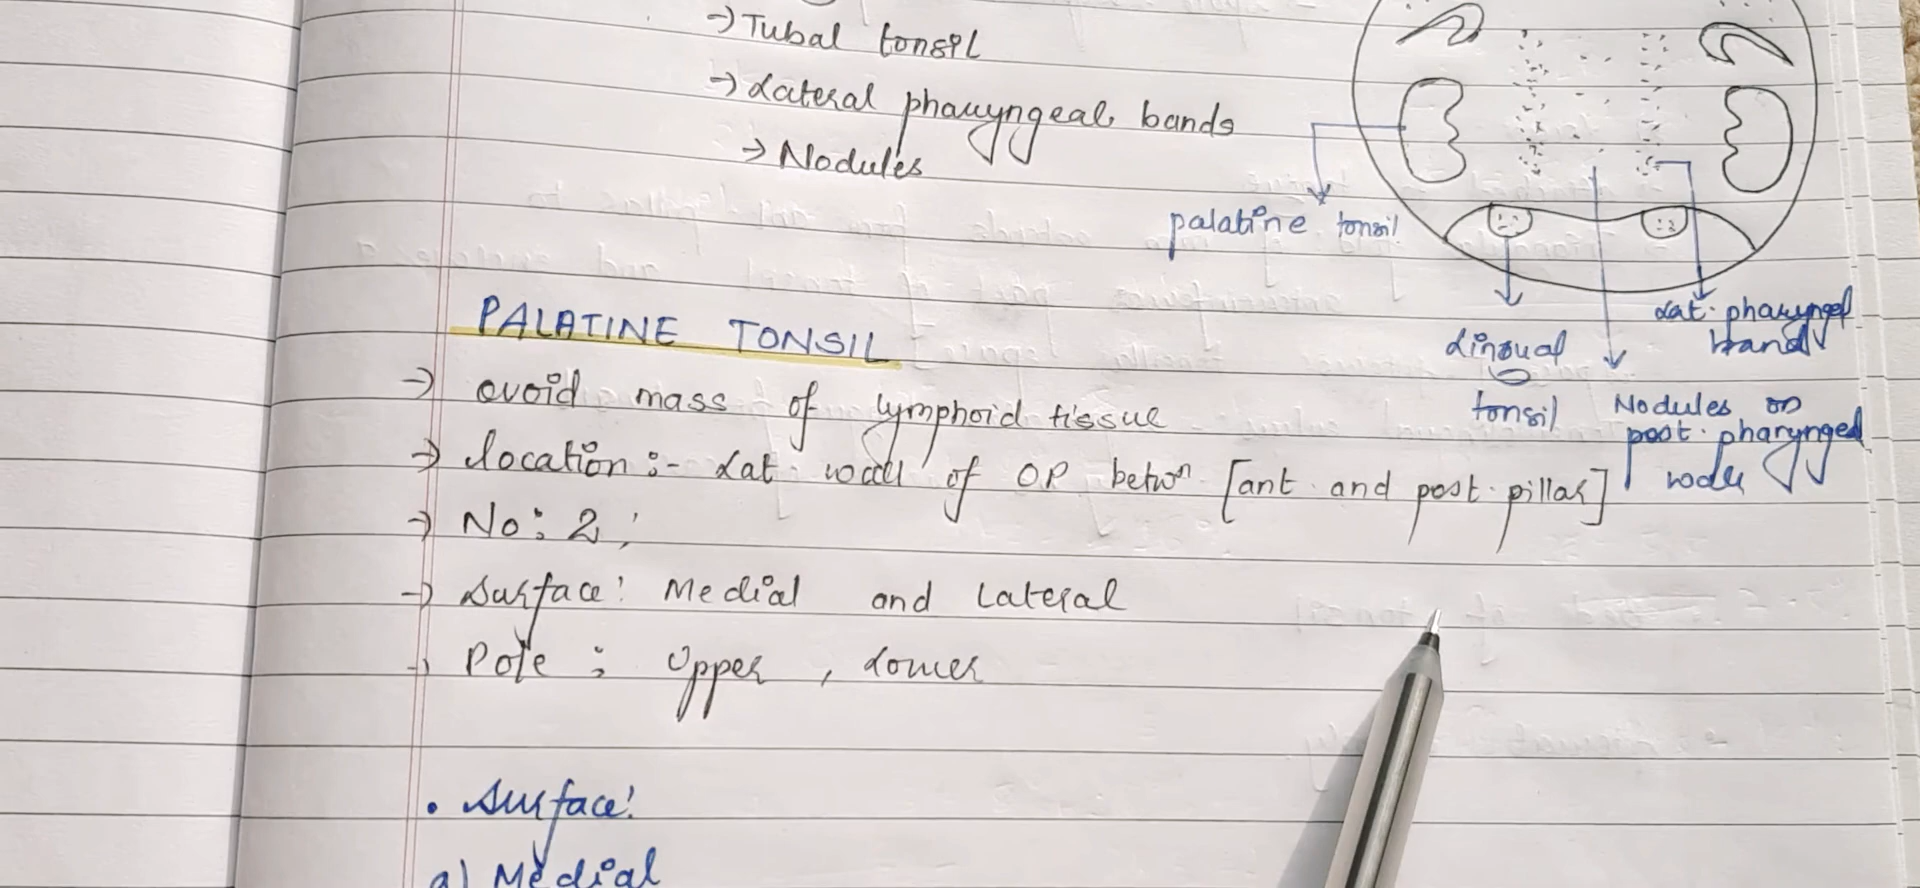 → Tubal tonsil
→ Lateral pharyngeal bands
→ Nodules
palatine tonsil
Lat. pharyngel band
Lingual tonsil
Nodules on post. pharyngeal
PALATINE TONSIL
→ ovoid mass of lymphoid tissue
→ Location :- Lat wall of OP betwn [ant and post. pillar]
→ No: 2;
→ Surface: Medial and Lateral
→ Pole : Upper, Lower
• Surface:
a) Medial